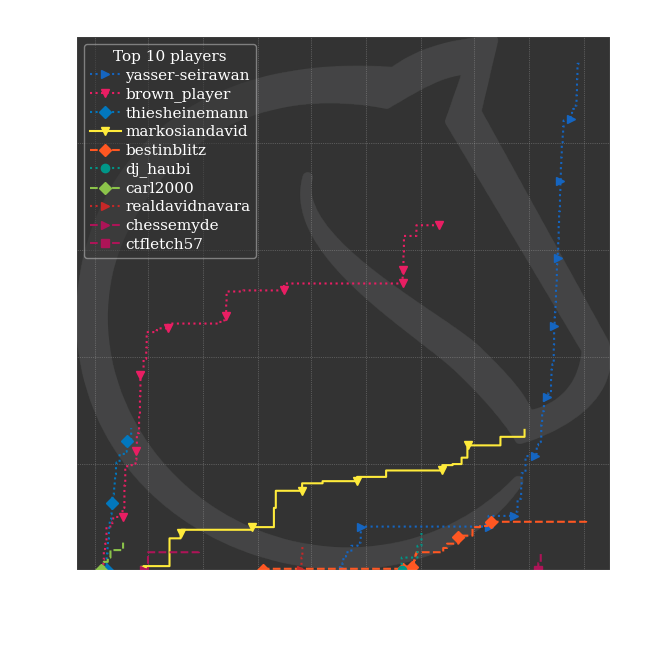 Top 10 players
yasser-seirawan
brown_player
thiesheinemann
markosiandavid
bestinblitz
dj_haubi
carl2000
realdavidnavara
chessemyde
ctfletch57